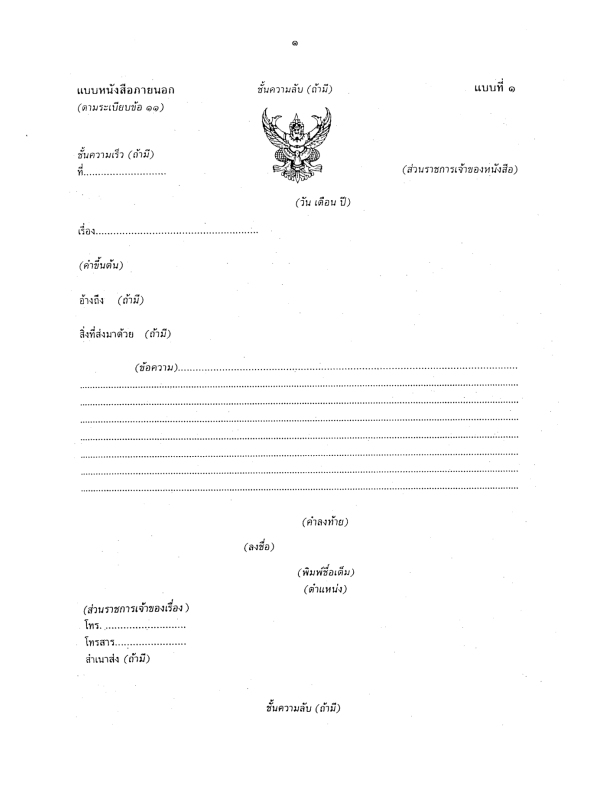 ๑
แบบหนังสือภายนอก ชั้นความลับ (ถ้ามี) แบบที่ ๑
(ตามระเบียบข้อ ๑๑)
ชั้นความเร็ว (ถ้ามี)
ที่............................ (ส่วนราชการเจ้าของหนังสือ)
(วัน เดือน ปี)
เรื่อง.......................................................
(คำขึ้นต้น)
อ้างถึง (ถ้ามี)
สิ่งที่ส่งมาด้วย (ถ้ามี)
(ข้อความ)....................................................................................................................
......................................................................................................................................................
......................................................................................................................................................
......................................................................................................................................................
......................................................................................................................................................
......................................................................................................................................................
......................................................................................................................................................
......................................................................................................................................................
(คำลงท้าย)
(ลงชื่อ)
(พิมพ์ชื่อเต็ม)
(ตำแหน่ง)
(ส่วนราชการเจ้าของเรื่อง)
โทร. ...........................
โทรสาร........................
สำเนาส่ง (ถ้ามี)
ชั้นความลับ (ถ้ามี)